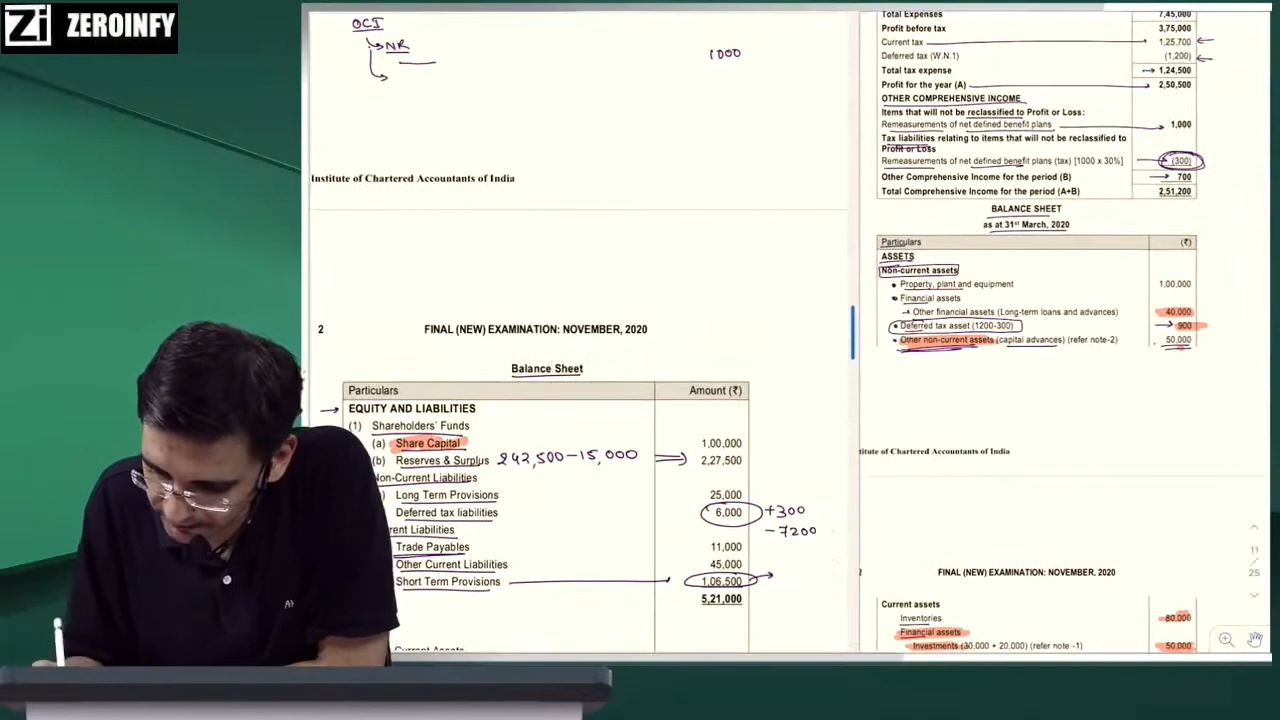 Zi ZEROINFY
OCI
NR
1000
Institute of Chartered Accountants of India
2 FINAL (NEW) EXAMINATION: NOVEMBER, 2020
Balance Sheet
Particulars Amount (₹)
EQUITY AND LIABILITIES
(1) Shareholders' Funds
(a) Share Capital 1,00,000
(b) Reserves & Surplus 242,500-15,000 2,27,500
Non-Current Liabilities
Long Term Provisions 25,000
Deferred tax liabilities 6,000 +300
-7200
rent Liabilities
Trade Payables 11,000
Other Current Liabilities 45,000
Short Term Provisions 1,06,500
5,21,000
Total Expenses 7,45,000
Profit before tax 3,75,000
Current tax 1,25,700
Deferred tax (W.N.1) (1,200)
Total tax expense 1,24,500
Profit for the year (A) 2,50,500
OTHER COMPREHENSIVE INCOME
Items that will not be reclassified to Profit or Loss:
Remeasurements of net defined benefit plans 1,000
Tax liabilities relating to items that will not be reclassified to
Profit or Loss
Remeasurements of net defined benefit plans (tax) [1000 x 30%] (300)
Other Comprehensive Income for the period (B) 700
Total Comprehensive Income for the period (A+B) 2,51,200
BALANCE SHEET
as at 31st March, 2020
Particulars (₹)
ASSETS
Non-current assets
• Property, plant and equipment 1,00,000
• Financial assets
Other financial assets (Long-term loans and advances) 40,000
• Deferred tax asset (1200-300) 900
• Other non-current assets (capital advances) (refer note-2) 50,000
titute of Chartered Accountants of India
FINAL (NEW) EXAMINATION: NOVEMBER, 2020
Current assets
Inventories 80,000
Financial assets
Investments (30,000 + 20,000) (refer note -1) 50,000
11
25